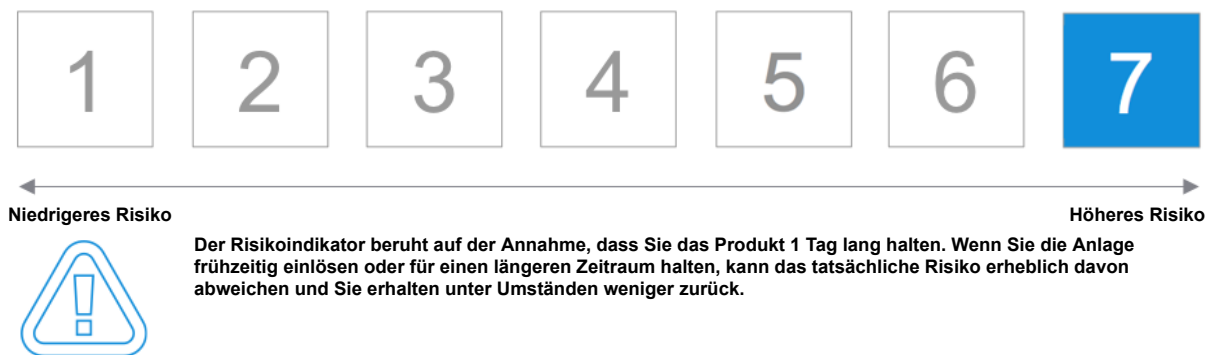 1 2 3 4 5 6 7
Niedrigeres Risiko Höheres Risiko
Der Risikoindikator beruht auf der Annahme, dass Sie das Produkt 1 Tag lang halten. Wenn Sie die Anlage
frühzeitig einlösen oder für einen längeren Zeitraum halten, kann das tatsächliche Risiko erheblich davon
abweichen und Sie erhalten unter Umständen weniger zurück.